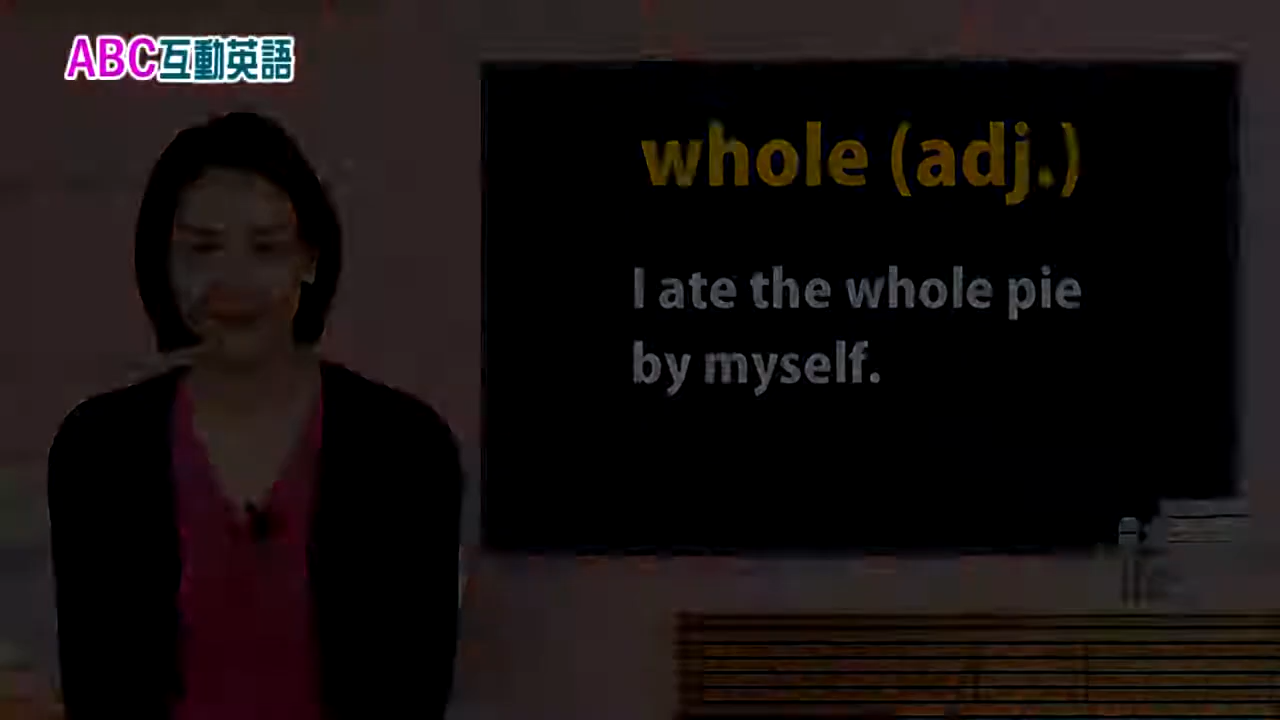 ABC互動英語
whole (adj.)
I ate the whole pie
by myself.